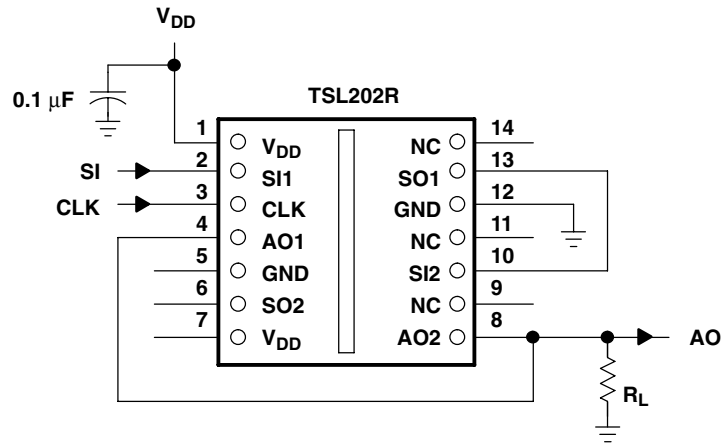 VDD
0.1 μF
TSL202R
1 VDD NC 14
SI 2 SI1 SO1 13
CLK 3 CLK GND 12
4 AO1 NC 11
5 GND SI2 10
6 SO2 NC 9
7 VDD AO2 8
AO
RL